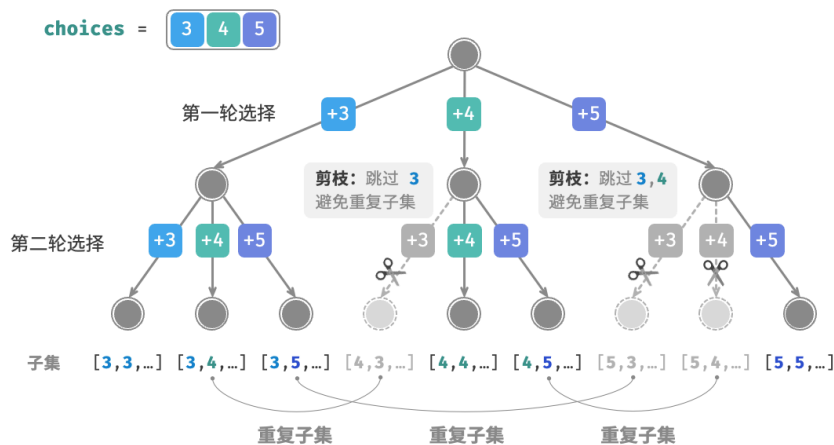 choices = 3 4 5
第一轮选择 +3 +4 +5
剪枝：跳过 3
避免重复子集
剪枝：跳过 3,4
避免重复子集
第二轮选择 +3 +4 +5 +3 +4 +5 +3 +4 +5
子集 [3,3,…] [3,4,…] [3,5,…] [4,3,…] [4,4,…] [4,5,…] [5,3,…] [5,4,…] [5,5,…]
重复子集 重复子集 重复子集